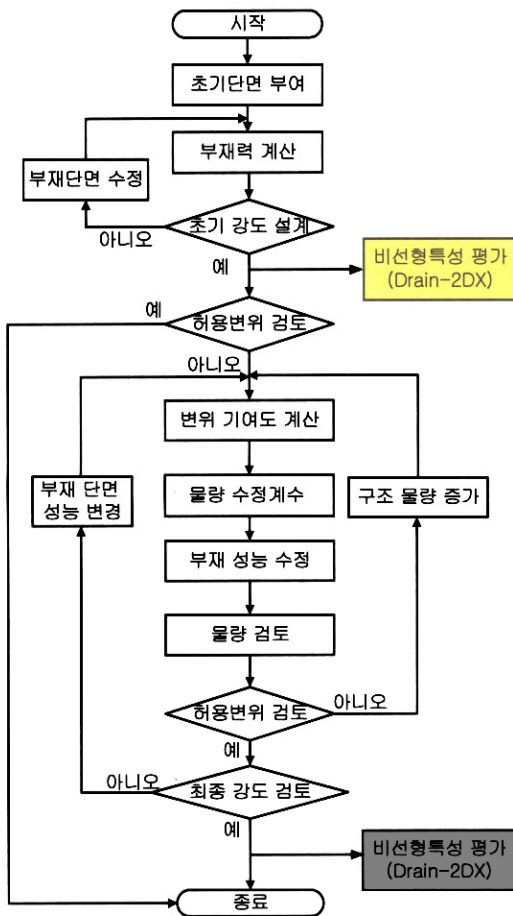 시작
초기단면 부여
부재력 계산
부재단면 수정
초기 강도 설계
아니오
예
비선형특성 평가
(Drain-2DX)
예
허용변위 검토
아니오
변위 기여도 계산
부재 단면
성능 변경
물량 수정계수
구조 물량 증가
부재 성능 수정
물량 검토
허용변위 검토
아니오
예
아니오
최종 강도 검토
예
비선형특성 평가
(Drain-2DX)
종료